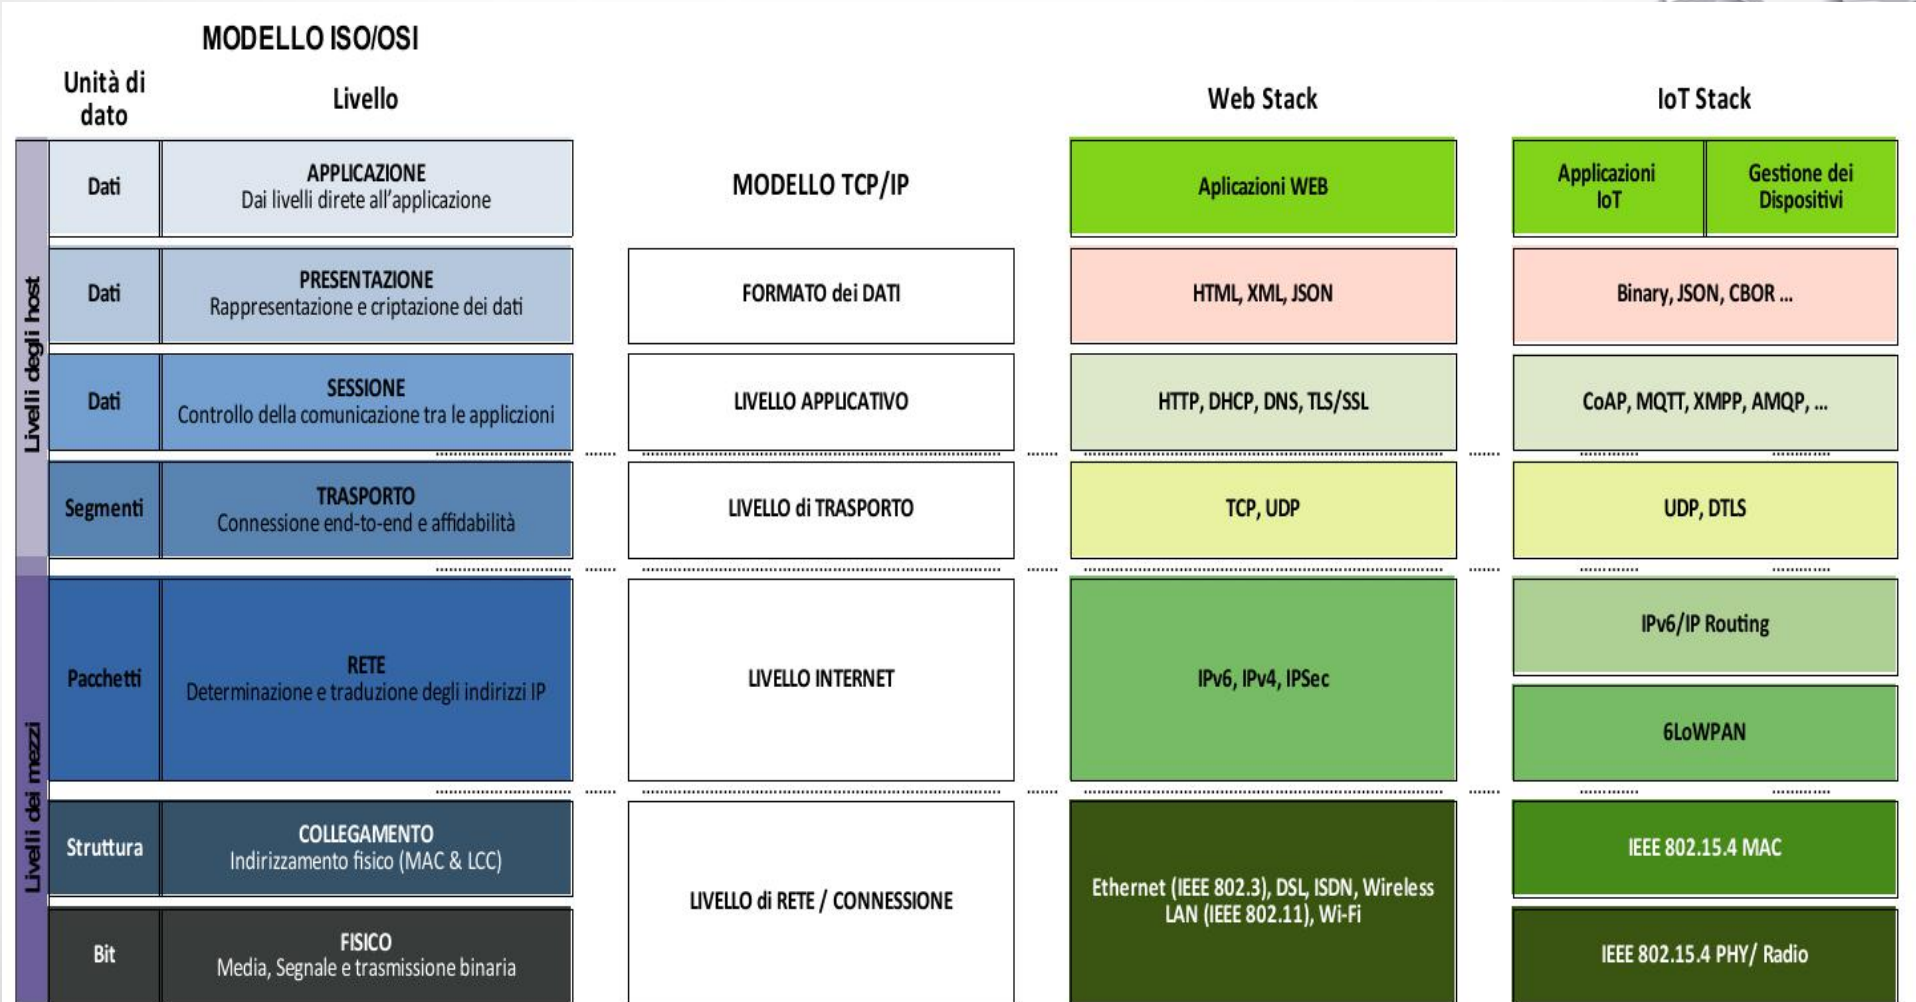 MODELLO ISO/OSI
Unità di
dato
Livello
Web Stack
IoT Stack
Livelli degli host
Dati
APPLICAZIONE
Dai livelli direte all'applicazione
MODELLO TCP/IP
Aplicazioni WEB
Applicazioni
IoT
Gestione dei
Dispositivi
Dati
PRESENTAZIONE
Rappresentazione e criptazione dei dati
FORMATO dei DATI
HTML, XML, JSON
Binary, JSON, CBOR ...
Dati
SESSIONE
Controllo della comunicazione tra le appliczioni
LIVELLO APPLICATIVO
HTTP, DHCP, DNS, TLS/SSL
CoAP, MQTT, XMPP, AMQP, ...
Segmenti
TRASPORTO
Connessione end-to-end e affidabilità
LIVELLO di TRASPORTO
TCP, UDP
UDP, DTLS
Livelli dei mezzi
Pacchetti
RETE
Determinazione e traduzione degli indirizzi IP
LIVELLO INTERNET
IPv6, IPv4, IPSec
IPv6/IP Routing
6LoWPAN
Struttura
COLLEGAMENTO
Indirizzamento fisico (MAC & LCC)
LIVELLO di RETE / CONNESSIONE
Ethernet (IEEE 802.3), DSL, ISDN, Wireless
LAN (IEEE 802.11), Wi-Fi
IEEE 802.15.4 MAC
Bit
FISICO
Media, Segnale e trasmissione binaria
IEEE 802.15.4 PHY/ Radio